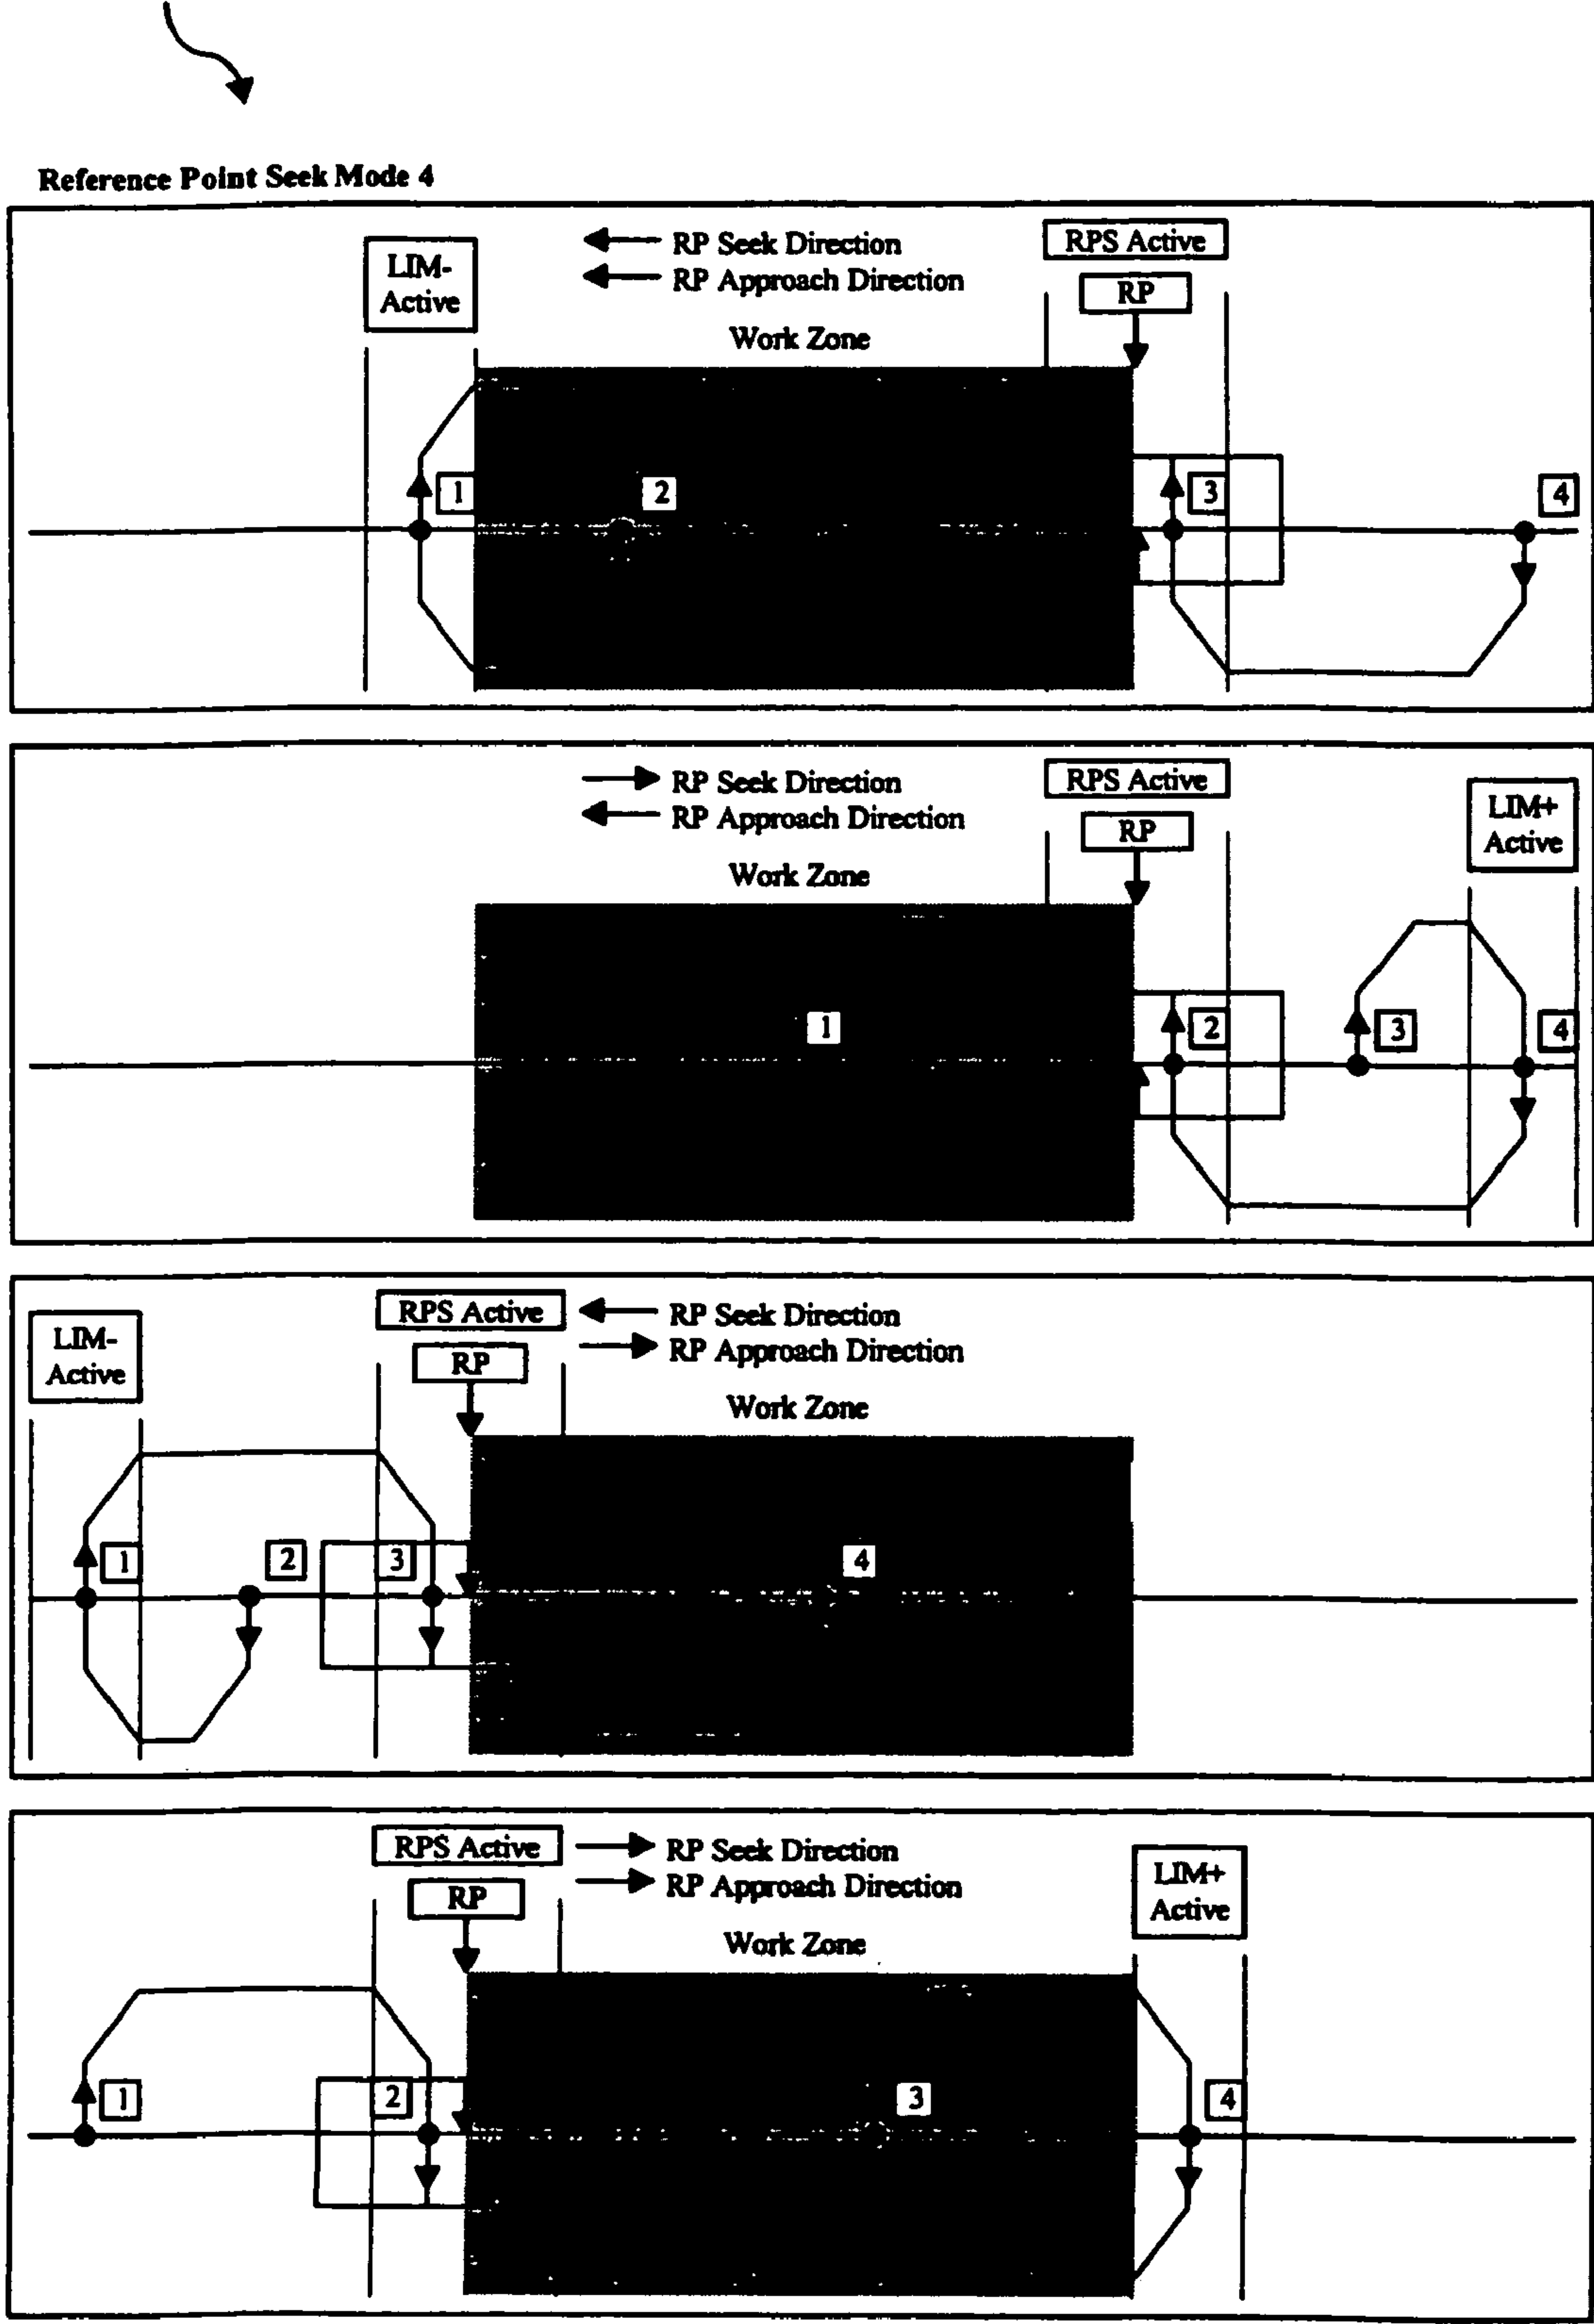 Reference Point Seek Mode 4
LIM-
Active
RP Seek Direction
RP Approach Direction
RPS Active
RP
Work Zone
1
2
3
4
RP Seek Direction
RP Approach Direction
RPS Active
RP
LIM+
Active
Work Zone
1
2
3
4
LIM-
Active
RPS Active
RP
RP Seek Direction
RP Approach Direction
Work Zone
1
2
3
4
RPS Active
RP
RP Seek Direction
RP Approach Direction
LIM+
Active
Work Zone
1
2
3
4